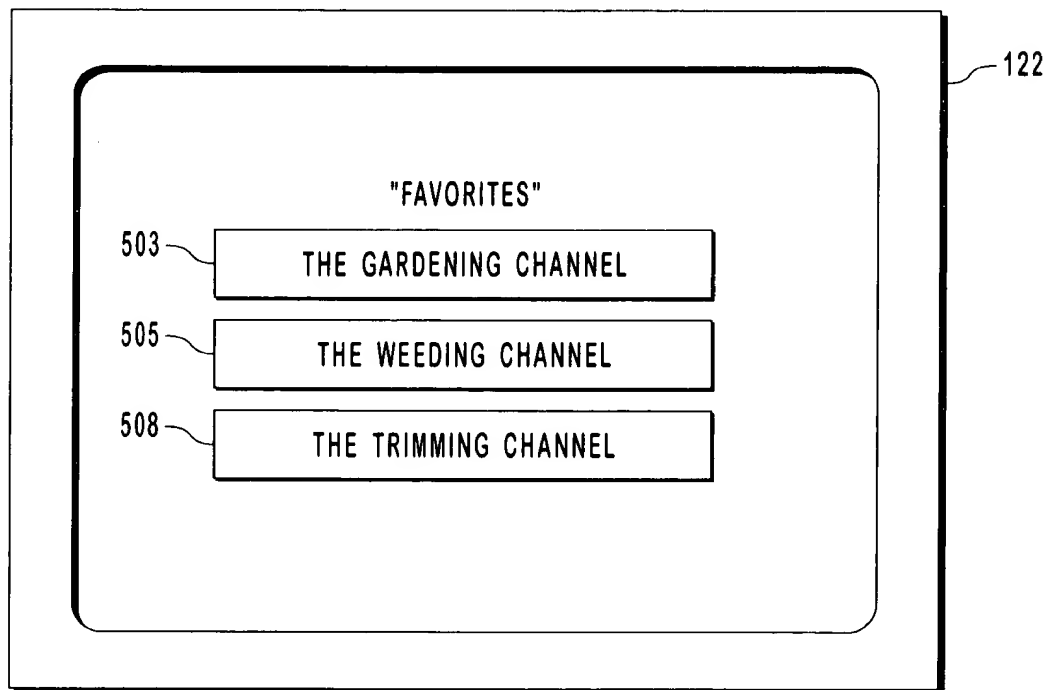 122
"FAVORITES"
503
THE GARDENING CHANNEL
505
THE WEEDING CHANNEL
508
THE TRIMMING CHANNEL